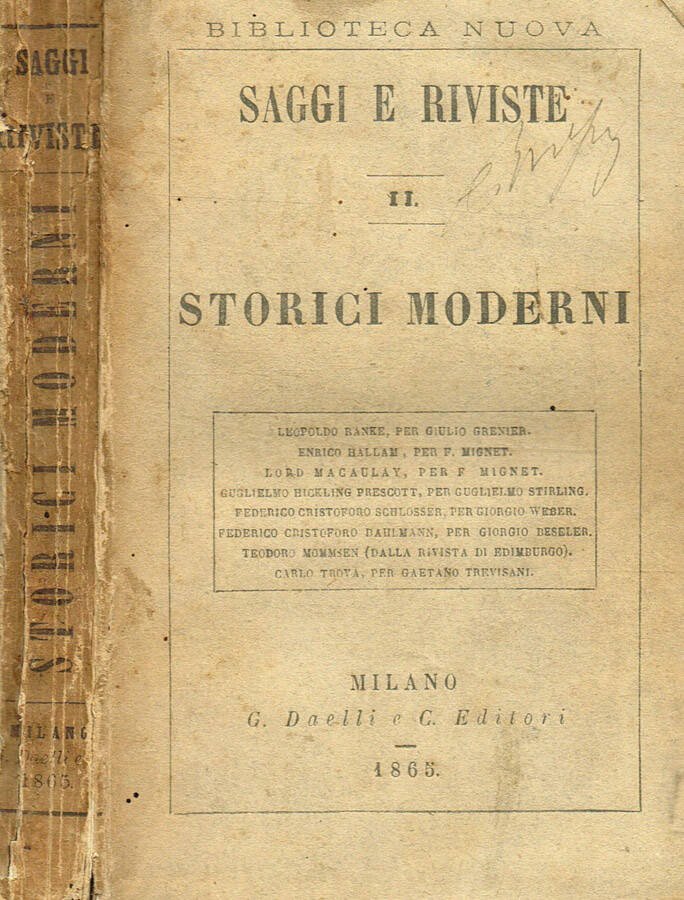 BIBLIOTECA NUOVA
SAGGI E RIVISTE
II.
STORICI MODERNI
LEOPOLDO RANKE, PER GIULIO GRENIER.
ENRICO HALLAM, PER F. MIGNET.
LORD MACAULAY, PER F MIGNET.
GUGLIELMO HICKLING PRESCOTT, PER GUGLIELMO STIRLING.
FEDERICO CRISTOFORO SCHLOSSER, PER GIORGIO WEBER.
FEDERICO CRISTOFORO DAHLMANN, PER GIORGIO BESELER.
TEODORO MOMMSEN (DALLA RIVISTA DI EDIMBURGO).
CARLO TROYA, PER GAETANO TREVISANI.
MILANO
G. Daelli e C. Editori
1865.
SAGGI
E
RIVISTE
STORICI MODERNI
MILANO
G. Daelli e
1865.